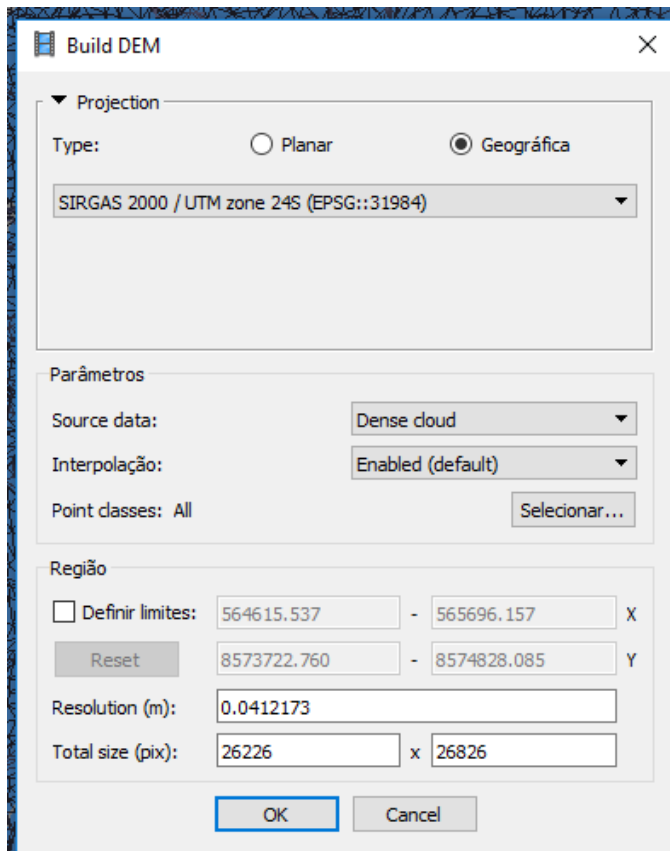 Build DEM
Projection
Type: Planar Geográfica
SIRGAS 2000 / UTM zone 24S (EPSG::31984)
Parâmetros
Source data: Dense cloud
Interpolação: Enabled (default)
Point classes: All Selecionar...
Região
Definir limites: 564615.537 - 565696.157 X
Reset 8573722.760 - 8574828.085 Y
Resolution (m): 0.0412173
Total size (pix): 26226 x 26826
OK Cancel